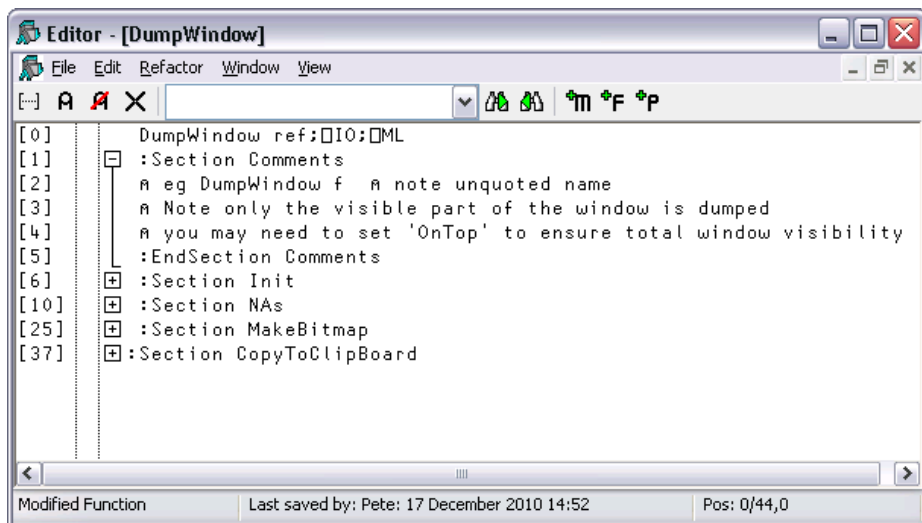 Editor - [DumpWindow]
File Edit Refactor Window View
[0] DumpWindow ref;⎕IO;⎕ML
[1] :Section Comments
[2] ⍝ eg DumpWindow f ⍝ note unquoted name
[3] ⍝ Note only the visible part of the window is dumped
[4] ⍝ you may need to set 'OnTop' to ensure total window visibility
[5] :EndSection Comments
[6] :Section Init
[10] :Section NAs
[25] :Section MakeBitmap
[37] :Section CopyToClipBoard
Modified Function Last saved by: Pete: 17 December 2010 14:52 Pos: 0/44,0